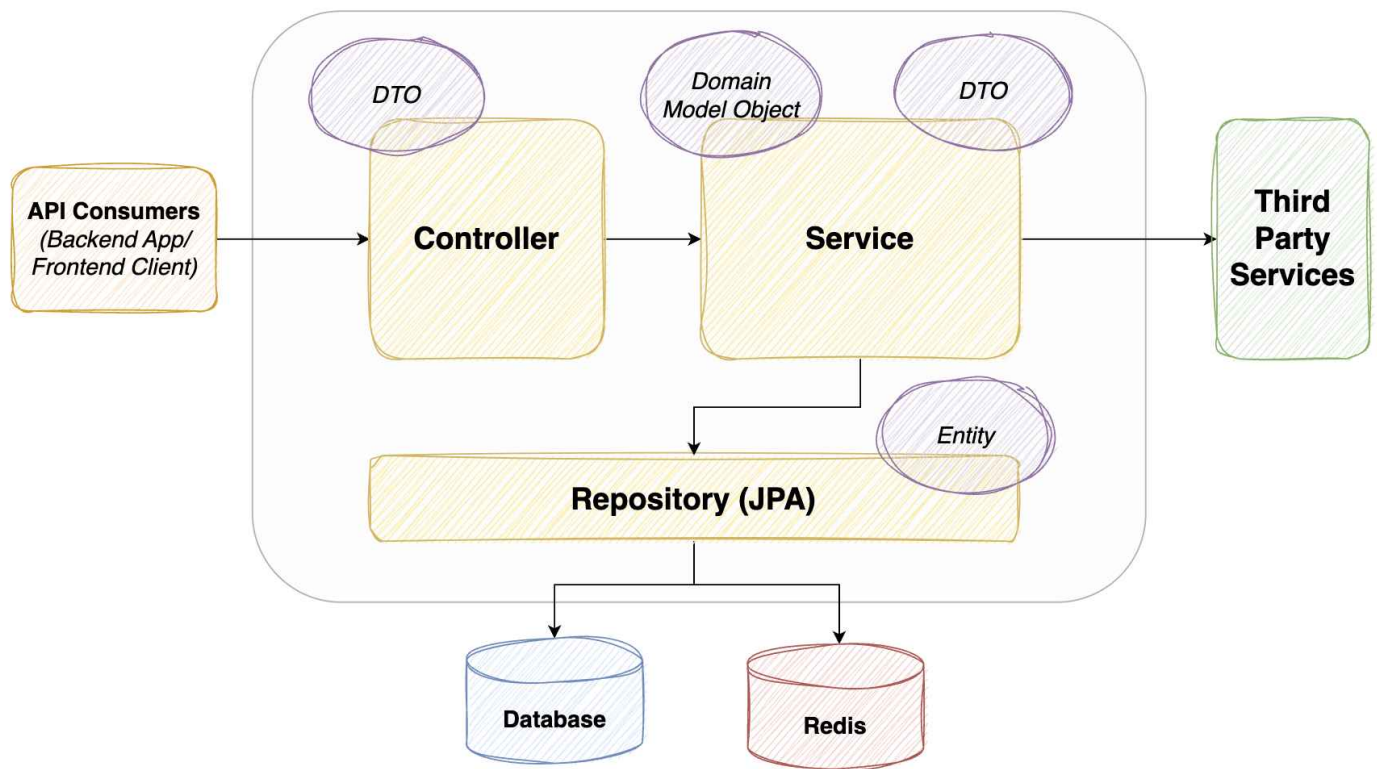 DTO
Domain
Model Object
DTO
API Consumers
(Backend App/
Frontend Client)
Controller
Service
Third
Party
Services
Entity
Repository (JPA)
Database
Redis